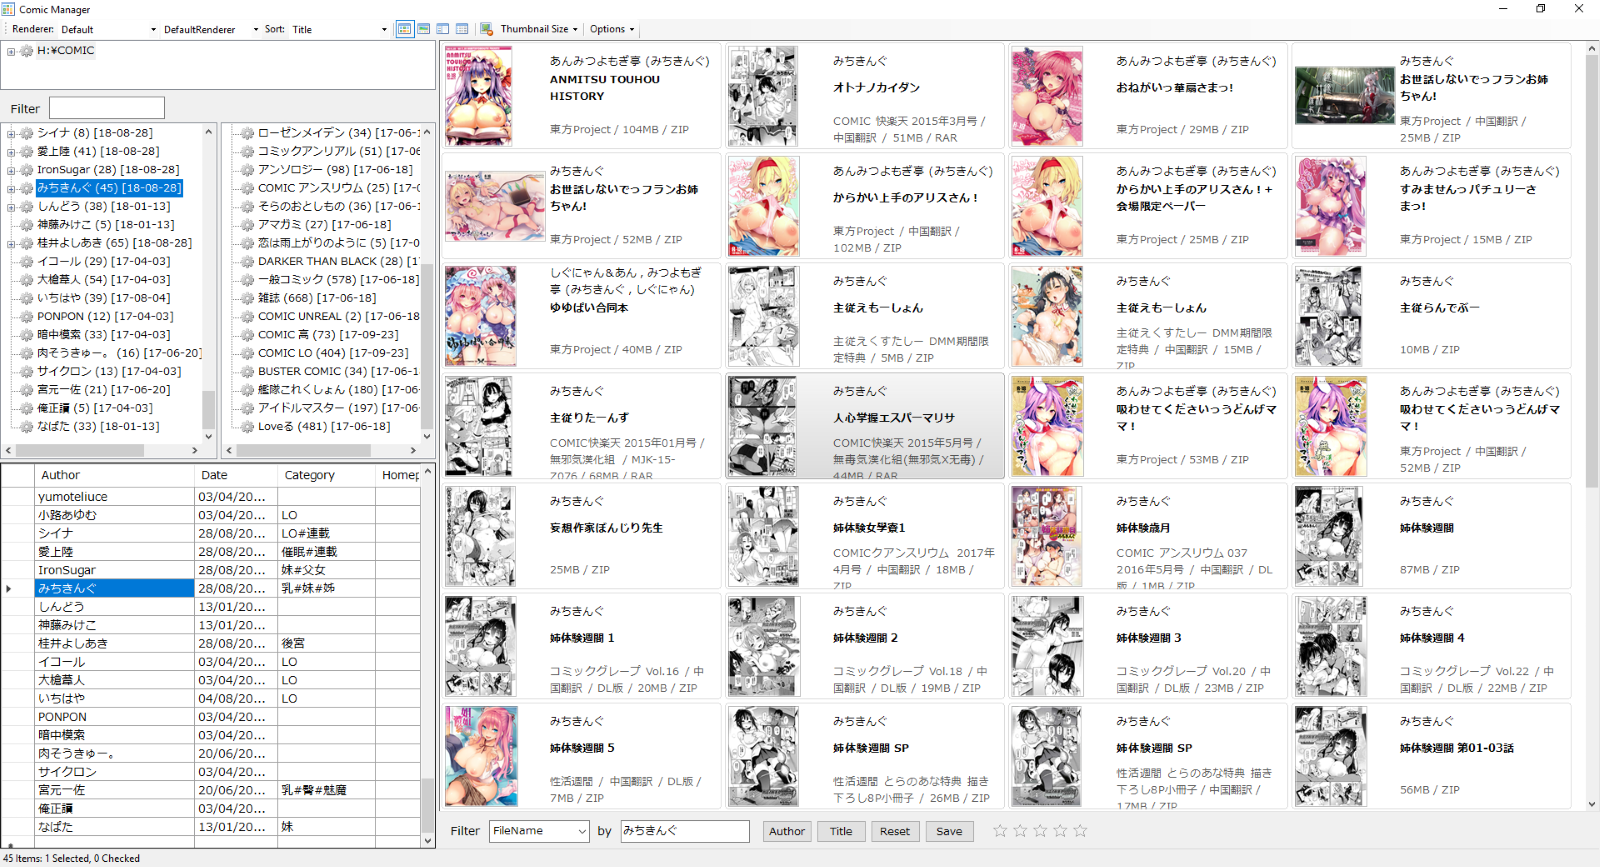 Comic Manager
Renderer: Default DefaultRenderer Sort: Title Thumbnail Size Options
H:¥COMIC
Filter
シイナ (8) [18-08-28]
愛上陸 (41) [18-08-28]
IronSugar (28) [18-08-28]
みちきんぐ (45) [18-08-28]
しんどう (38) [18-01-13]
神藤みけこ (5) [18-01-13]
桂井よしあき (65) [18-08-28]
イコール (29) [17-04-03]
大槍葦人 (54) [17-04-03]
いちはや (39) [17-08-04]
PONPON (12) [17-04-03]
暗中模索 (33) [17-04-03]
肉そうきゅー。 (16) [17-06-20]
サイクロン (13) [17-04-03]
宮元一佐 (21) [17-06-20]
俺正讀 (5) [17-04-03]
なぱた (33) [18-01-13]
ローゼンメイデン (34) [17-06-1
コミックアンリアル (51) [17-06
アンソロジー (98) [17-06-18]
COMIC アンスリウム (25) [17-0
そらのおとしもの (36) [17-06-1
アマガミ (27) [17-06-18]
恋は雨上がりのように (5) [17-0
DARKER THAN BLACK (28) [1
一般コミック (578) [17-06-18]
雑誌 (668) [17-06-18]
COMIC UNREAL (2) [17-06-18
COMIC 高 (73) [17-09-23]
COMIC LO (404) [17-09-23]
BUSTER COMIC (34) [17-06-1
艦隊これくしょん (180) [17-06
アイドルマスター (197) [17-06-
Loveる (481) [17-06-18]
Author Date Category Homep
yumoteliuce 03/04/20...
小路あゆむ 03/04/20... LO
シイナ 28/08/20... LO#連載
愛上陸 28/08/20... 催眠#連載
IronSugar 28/08/20... 妹#父女
みちきんぐ 28/08/20... 乳#妹#姊
しんどう 13/01/20...
神藤みけこ 13/01/20...
桂井よしあき 28/08/20... 後宮
イコール 03/04/20... LO
大槍葦人 03/04/20... LO
いちはや 04/08/20... LO
PONPON 03/04/20...
暗中模索 03/04/20...
肉そうきゅー。 20/06/20...
サイクロン 03/04/20...
宮元一佐 20/06/20... 乳#臀#魅魔
俺正讀 03/04/20...
なぱた 13/01/20... 妹
あんみつよもぎ亭 (みちきんぐ)
ANMITSU TOUHOU
HISTORY
東方Project / 104MB / ZIP
みちきんぐ
オトナノカイダン
COMIC 快楽天 2015年3月号 /
中国翻訳 / 51MB / RAR
あんみつよもぎ亭 (みちきんぐ)
おねがいっ華扇さまっ!
東方Project / 29MB / ZIP
みちきんぐ
お世話しないでっフランお姉
ちゃん!
東方Project / 中国翻訳 /
25MB / ZIP
みちきんぐ
お世話しないでっフランお姉
ちゃん!
東方Project / 52MB / ZIP
あんみつよもぎ亭 (みちきんぐ)
からかい上手のアリスさん！
東方Project / 中国翻訳 /
102MB / ZIP
あんみつよもぎ亭 (みちきんぐ)
からかい上手のアリスさん！+
会場限定ペーパー
東方Project / 25MB / ZIP
あんみつよもぎ亭 (みちきんぐ)
すみませんっパチュリーさ
まっ!
東方Project / 15MB / ZIP
しぐにゃん＆あん , みつよもぎ
亭 (みちきんぐ , しぐにゃん)
ゆゆぱい合同本
東方Project / 40MB / ZIP
みちきんぐ
主従えもーしょん
主従えくすたしー DMM期間限
定特典 / 5MB / ZIP
みちきんぐ
主従えもーしょん
主従えくすたしー DMM期間限
定特典 / 中国翻訳 / 15MB /
ZIP
みちきんぐ
主従らんでぶー
10MB / ZIP
みちきんぐ
主従りたーんず
COMIC快楽天 2015年01月号 /
無邪気漢化組 / MJK-15-
Z076 / 68MB / RAR
みちきんぐ
人心掌握エスパーマリサ
COMIC快楽天 2015年5月号 /
無毒気漢化組(無邪気X无毒) /
44MB / RAR
あんみつよもぎ亭 (みちきんぐ)
吸わせてくださいっうどんげマ
マ！
東方Project / 53MB / ZIP
あんみつよもぎ亭 (みちきんぐ)
吸わせてくださいっうどんげマ
マ！
東方Project / 中国翻訳 /
52MB / ZIP
みちきんぐ
妄想作家ぼんじり先生
25MB / ZIP
みちきんぐ
姉体験女学寮1
COMICクアンスリウム 2017年
4月号 / 中国翻訳 / 18MB /
ZIP
みちきんぐ
姉体験歳月
COMIC アンスリウム 037
2016年5月号 / 中国翻訳 / DL
版 / 1MB / ZIP
みちきんぐ
姉体験週間
87MB / ZIP
みちきんぐ
姉体験週間 1
コミックグレープ Vol.16 / 中
国翻訳 / DL版 / 20MB / ZIP
みちきんぐ
姉体験週間 2
コミックグレープ Vol.18 / 中
国翻訳 / DL版 / 19MB / ZIP
みちきんぐ
姉体験週間 3
コミックグレープ Vol.20 / 中
国翻訳 / DL版 / 23MB / ZIP
みちきんぐ
姉体験週間 4
コミックグレープ Vol.22 / 中
国翻訳 / DL版 / 22MB / ZIP
みちきんぐ
姉体験週間 5
性活週間 / 中国翻訳 / DL版 /
7MB / ZIP
みちきんぐ
姉体験週間 SP
性活週間 とらのあな特典 描き
下ろし8P小冊子 / 26MB / ZIP
みちきんぐ
姉体験週間 SP
性活週間 とらのあな特典 描き
下ろし8P小冊子 / 中国翻訳 /
17MB / ZIP
みちきんぐ
姉体験週間 第01-03話
56MB / ZIP
Filter FileName by みちきんぐ Author Title Reset Save
45 Items: 1 Selected, 0 Checked